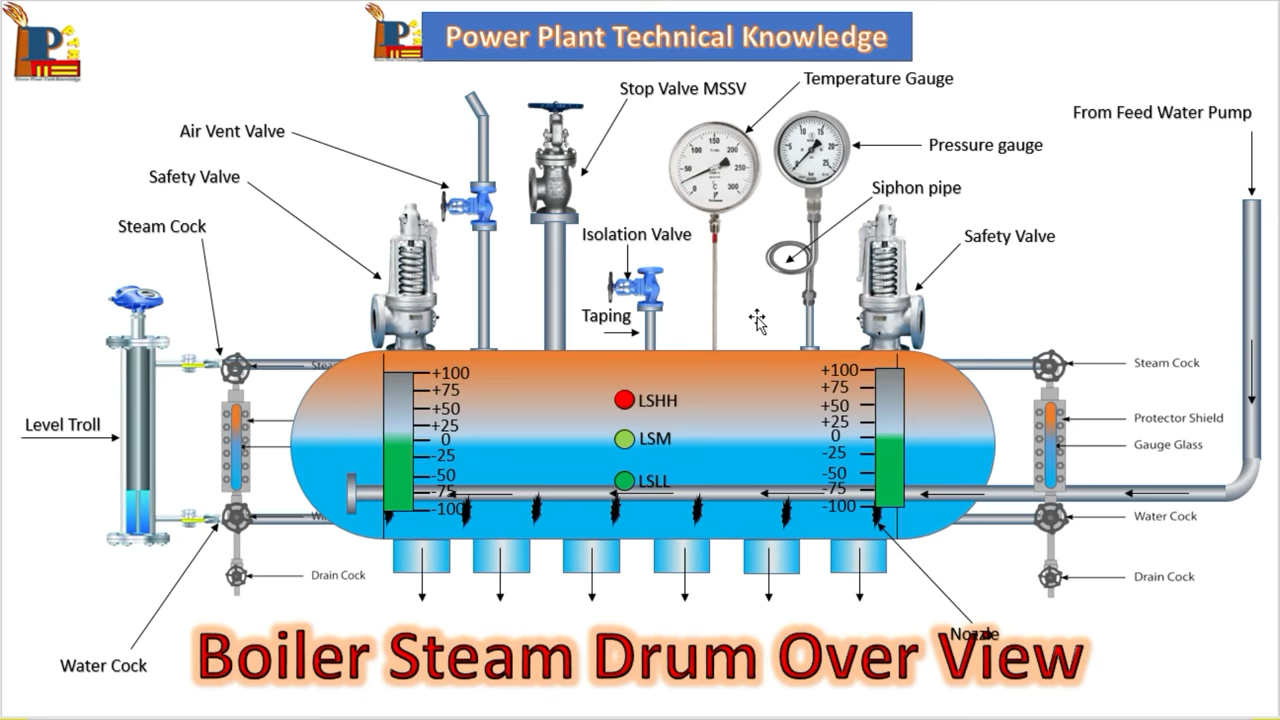 Power Plant Technical Knowledge
Temperature Gauge
Stop Valve MSSV
From Feed Water Pump
Air Vent Valve
Pressure gauge
Safety Valve
Siphon pipe
Steam Cock
Isolation Valve
Safety Valve
Taping
Level Troll
Steam Cock
Protector Shield
Gauge Glass
Water Cock
Drain Cock
+100
+75
+50
+25
0
-25
-50
-75
-100
LSHH
LSM
LSLL
+100
+75
+50
+25
0
-25
-50
-75
-100
Drain Cock
Nozzle
Water Cock
Boiler Steam Drum Over View